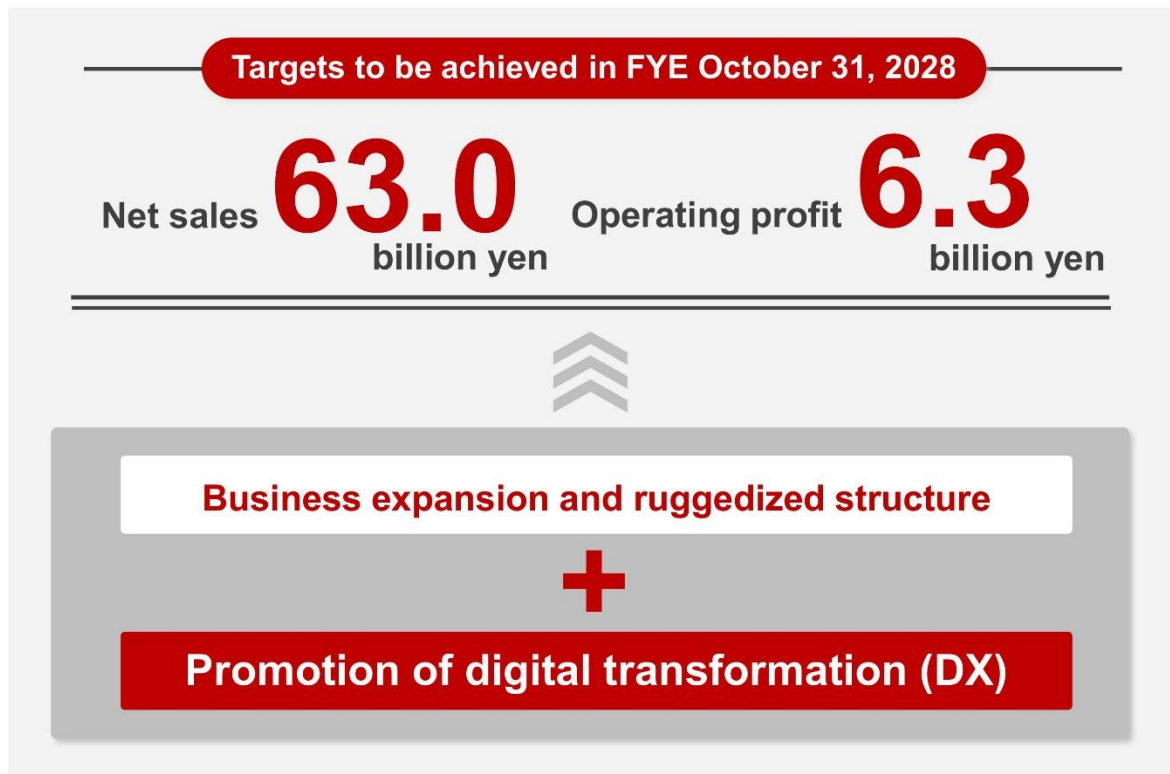 Targets to be achieved in FYE October 31, 2028
Net sales 63.0 billion yen
Operating profit 6.3 billion yen
Business expansion and ruggedized structure
+
Promotion of digital transformation (DX)